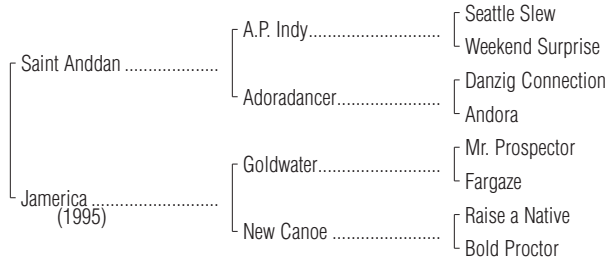 Seattle Slew
A.P. Indy
Weekend Surprise
Saint Anddan
Danzig Connection
Adoradancer
Andora
Mr. Prospector
Goldwater
Fargaze
Jamerica
(1995)
Raise a Native
New Canoe
Bold Proctor